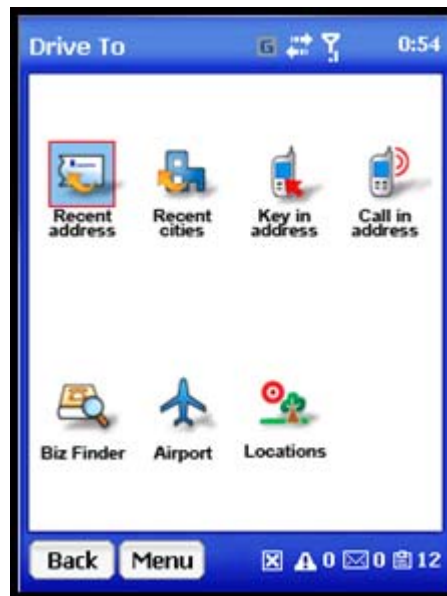 Drive To G 0:54
Recent Recent Key in Call in
address cities address address
Biz Finder Airport Locations
Back Menu 0 0 12